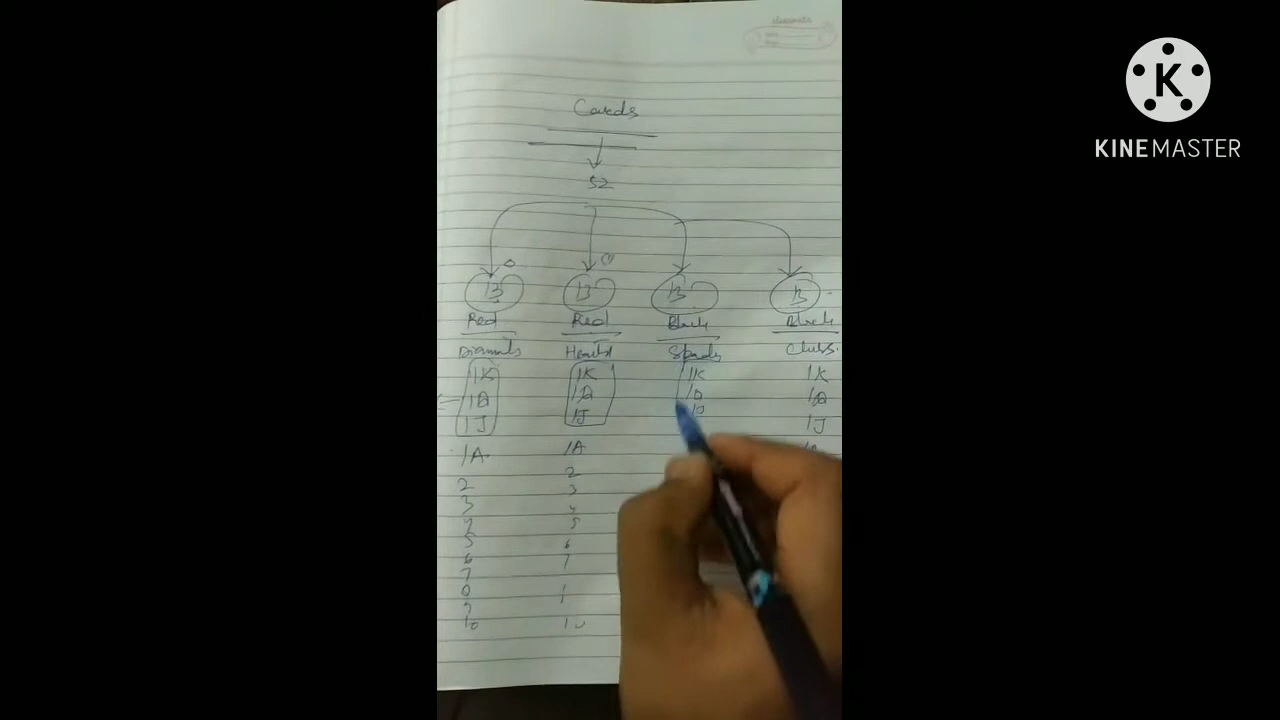 classmate
Cards
52
13 13 13 13
Red Red Black Black
Diamonds Hearts Spades Clubs.
1K 1K 1K 1K
1Q 1Q 1Q 1Q
1J 1J 1J 1J
1A. 1A
2 2
3 3
4 4
5 5
6 6
7 7
8
9
10 10
KINEMASTER